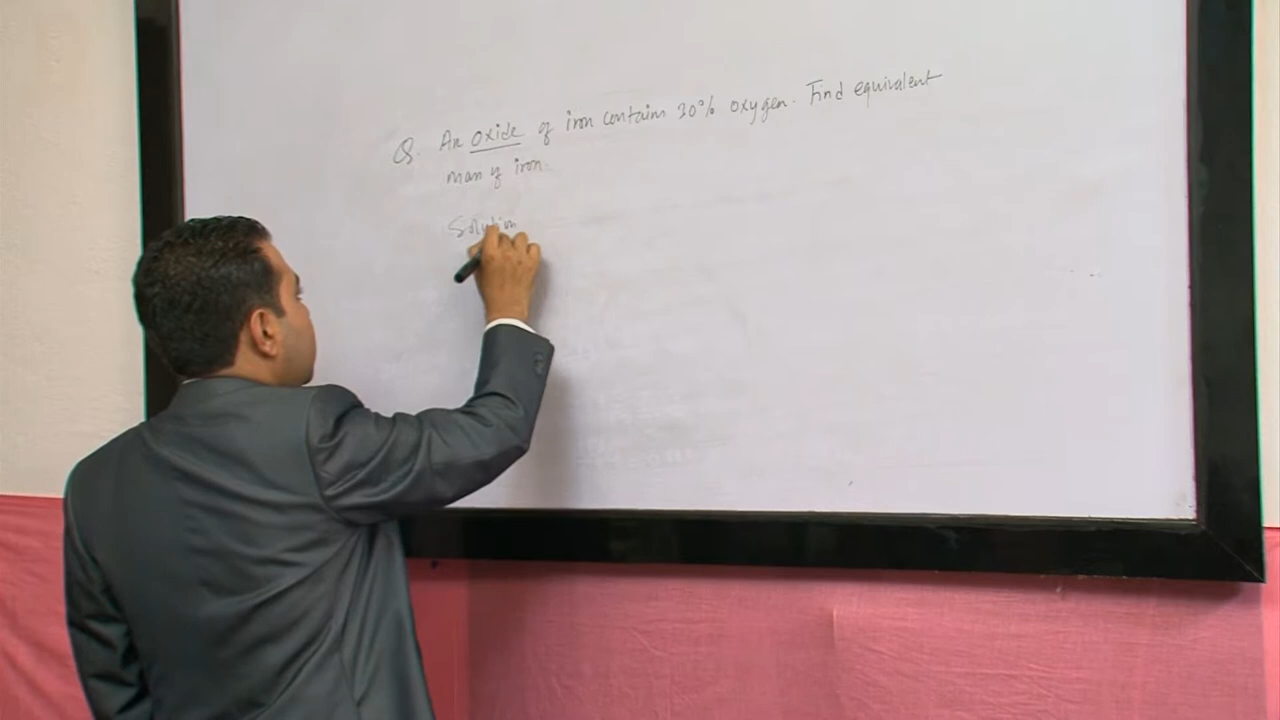 Q. An oxide of iron contains 30% oxygen. Find equivalent
mass of iron.
Solution